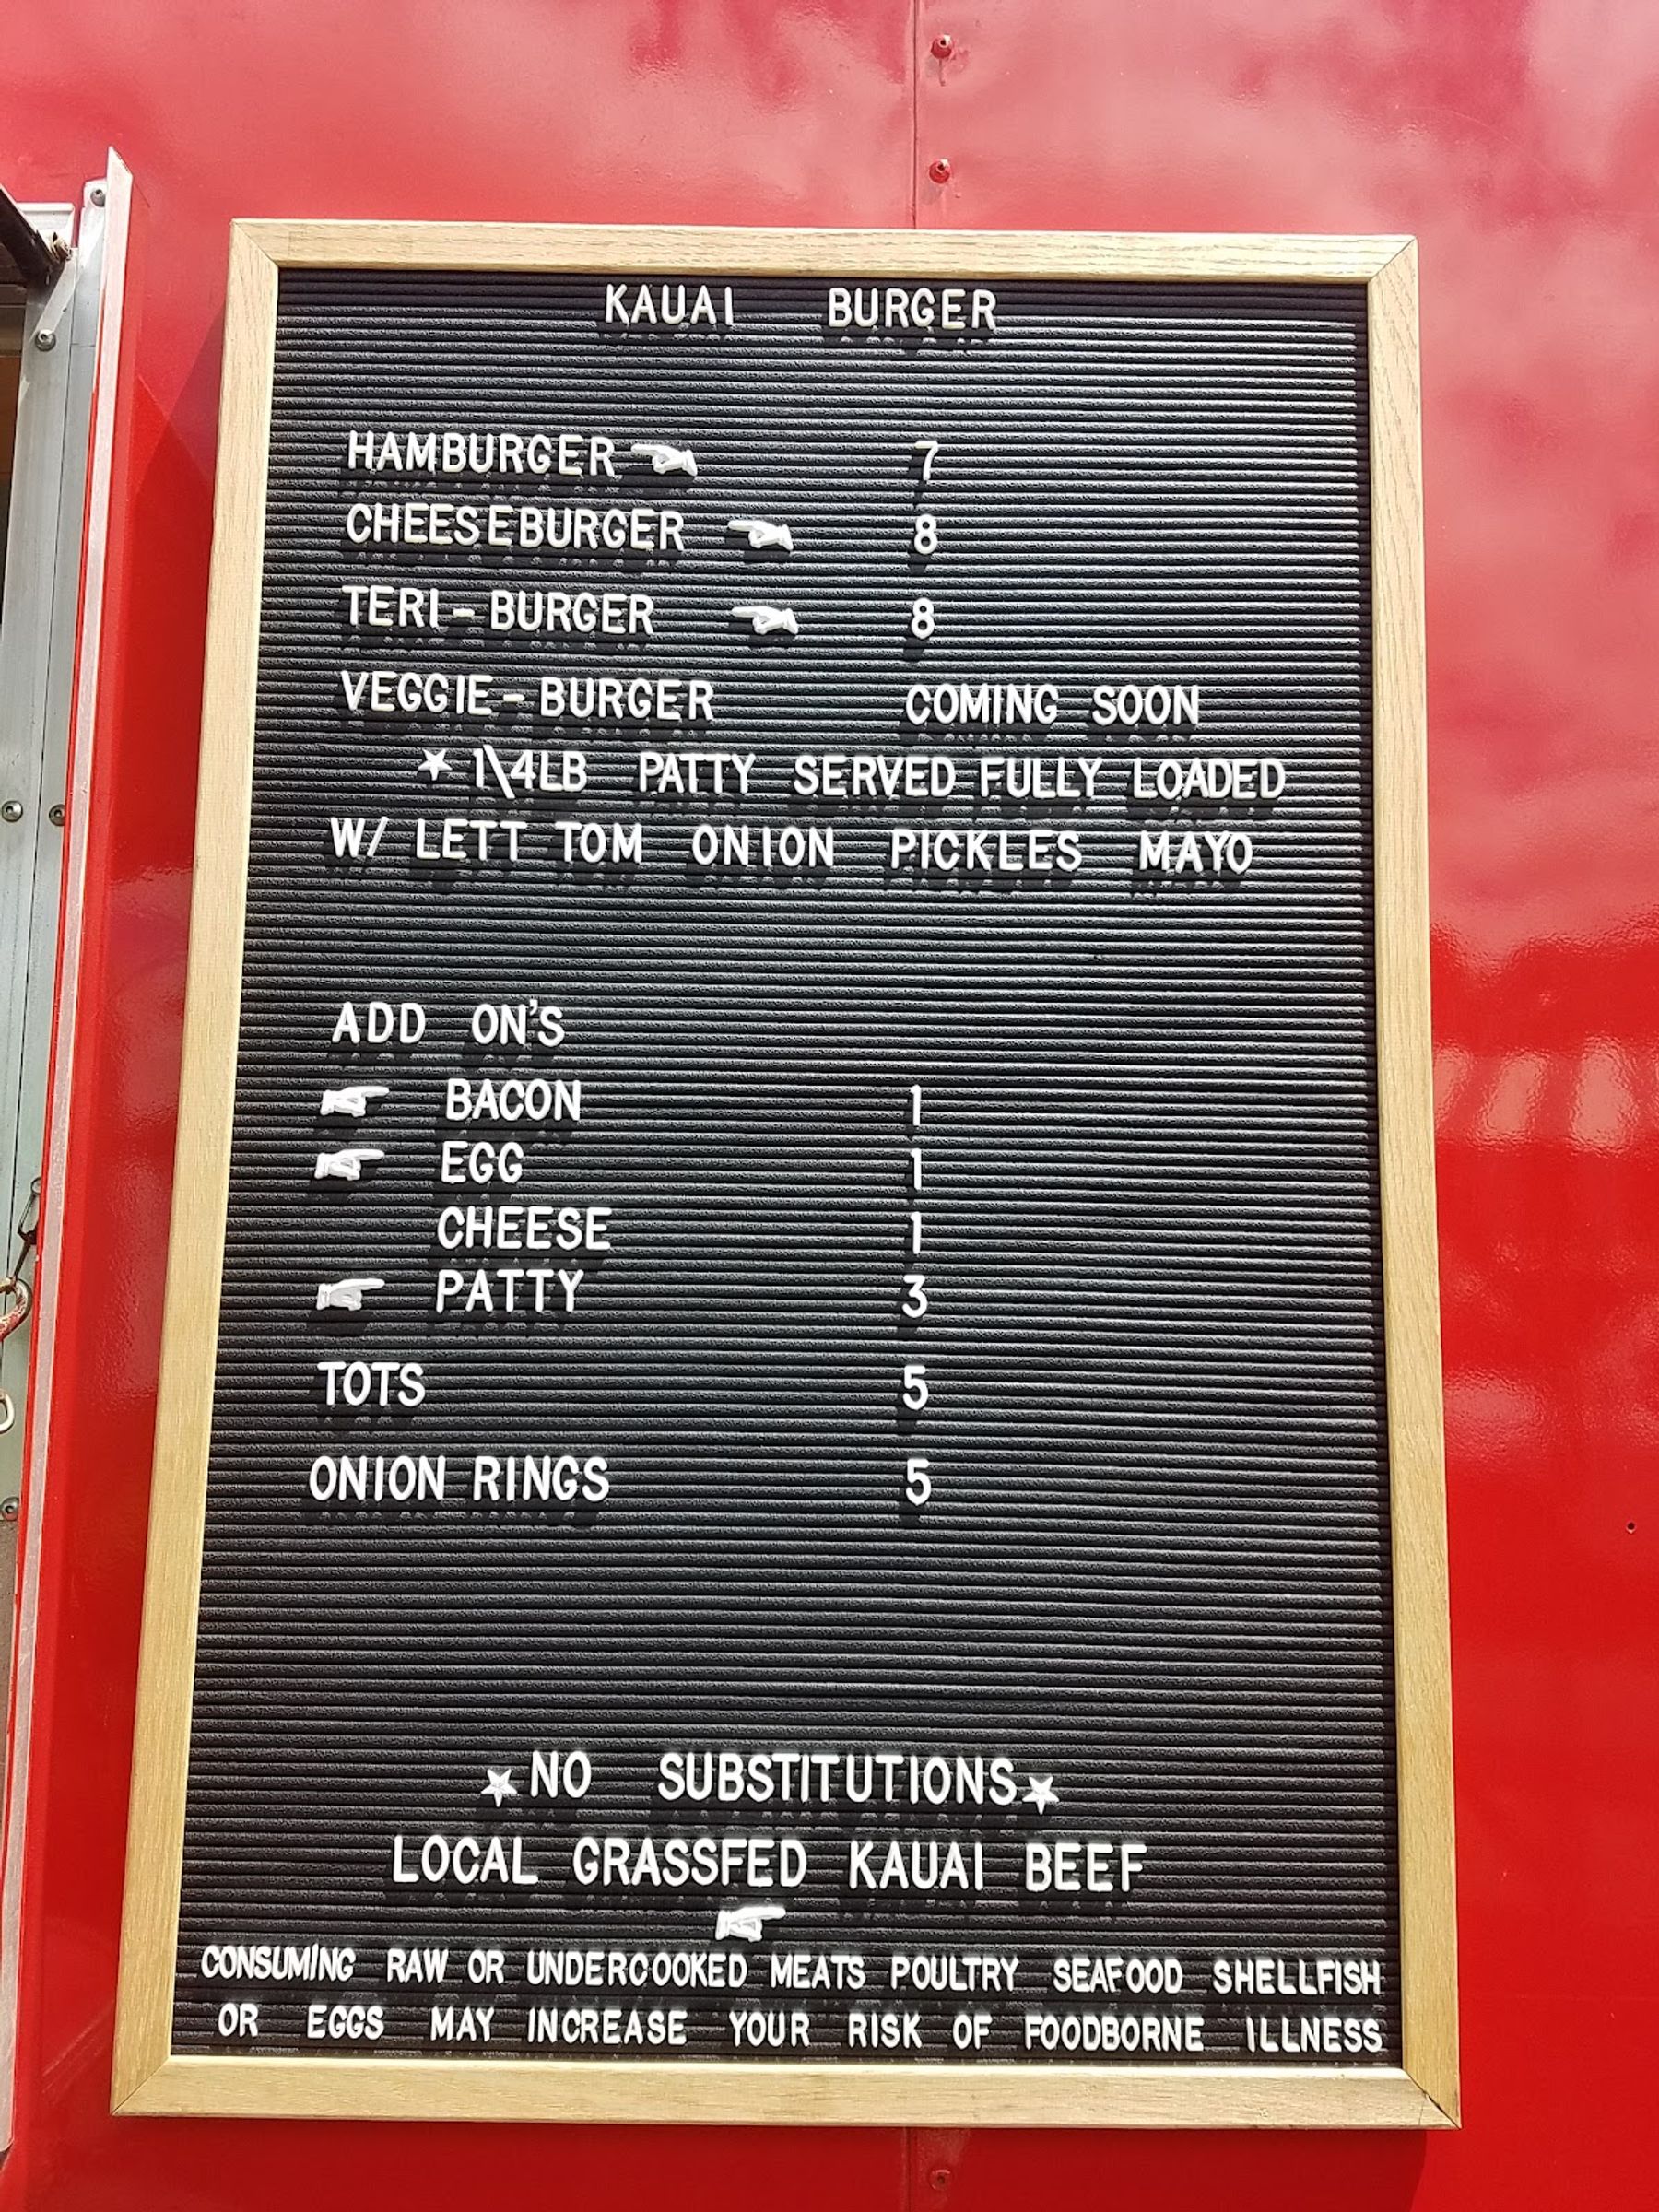 KAUAI BURGER
HAMBURGER 7
CHEESEBURGER 8
TERI-BURGER 8
VEGGIE-BURGER COMING SOON
★1\4LB PATTY SERVED FULLY LOADED
W/ LETT TOM ONION PICKLES MAYO
ADD ON'S
BACON 1
EGG 1
CHEESE 1
PATTY 3
TOTS 5
ONION RINGS 5
★NO SUBSTITUTIONS★
LOCAL GRASSFED KAUAI BEEF
CONSUMING RAW OR UNDERCOOKED MEATS POULTRY SEAFOOD SHELLFISH
OR EGGS MAY INCREASE YOUR RISK OF FOODBORNE ILLNESS